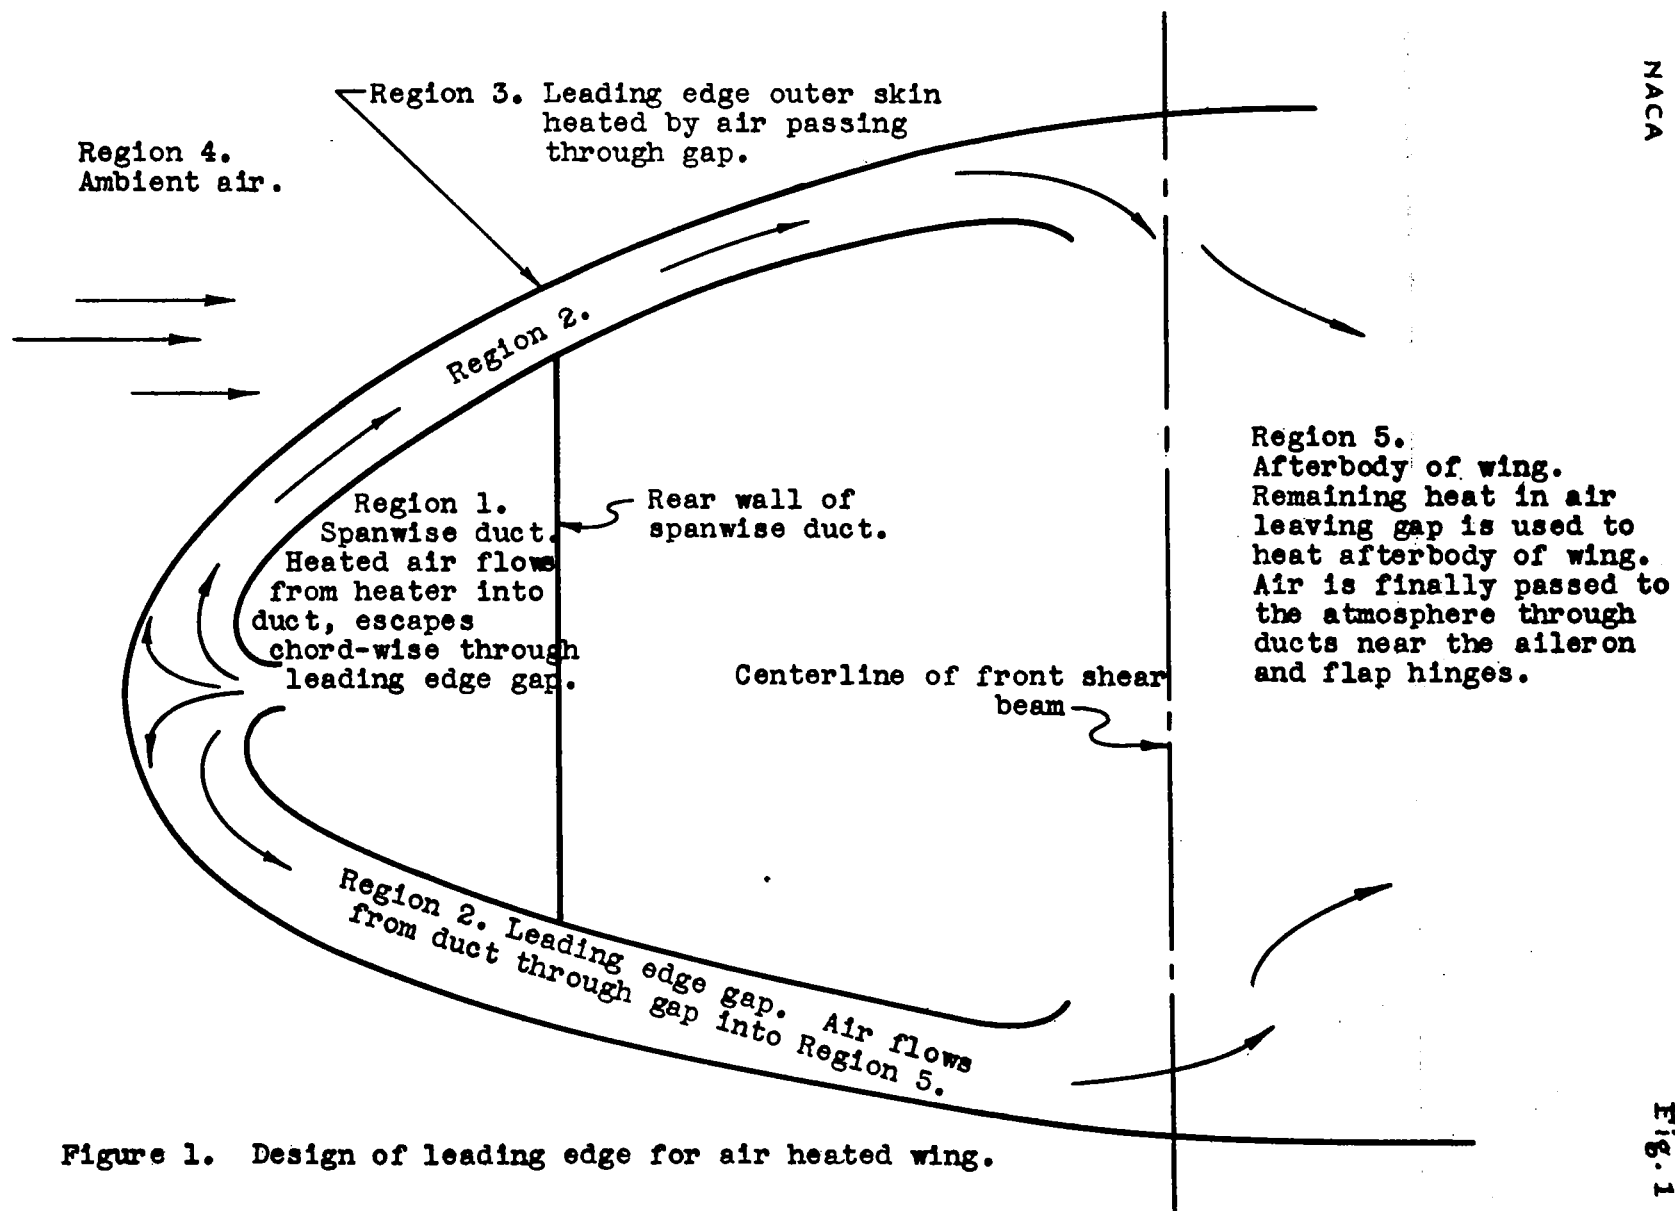 NACA
Region 3. Leading edge outer skin
heated by air passing
through gap.
Region 4.
Ambient air.
Region 2.
Region 1.
Spanwise duct.
Heated air flows
from heater into
duct, escapes
chord-wise through
leading edge gap.
Rear wall of
spanwise duct.
Region 5.
Afterbody of wing.
Remaining heat in air
leaving gap is used to
heat afterbody of wing.
Air is finally passed to
the atmosphere through
ducts near the aileron
and flap hinges.
Centerline of front shear
beam
Region 2. Leading edge gap. Air flows
from duct through gap into Region 5.
Figure 1. Design of leading edge for air heated wing.
Fig. 1